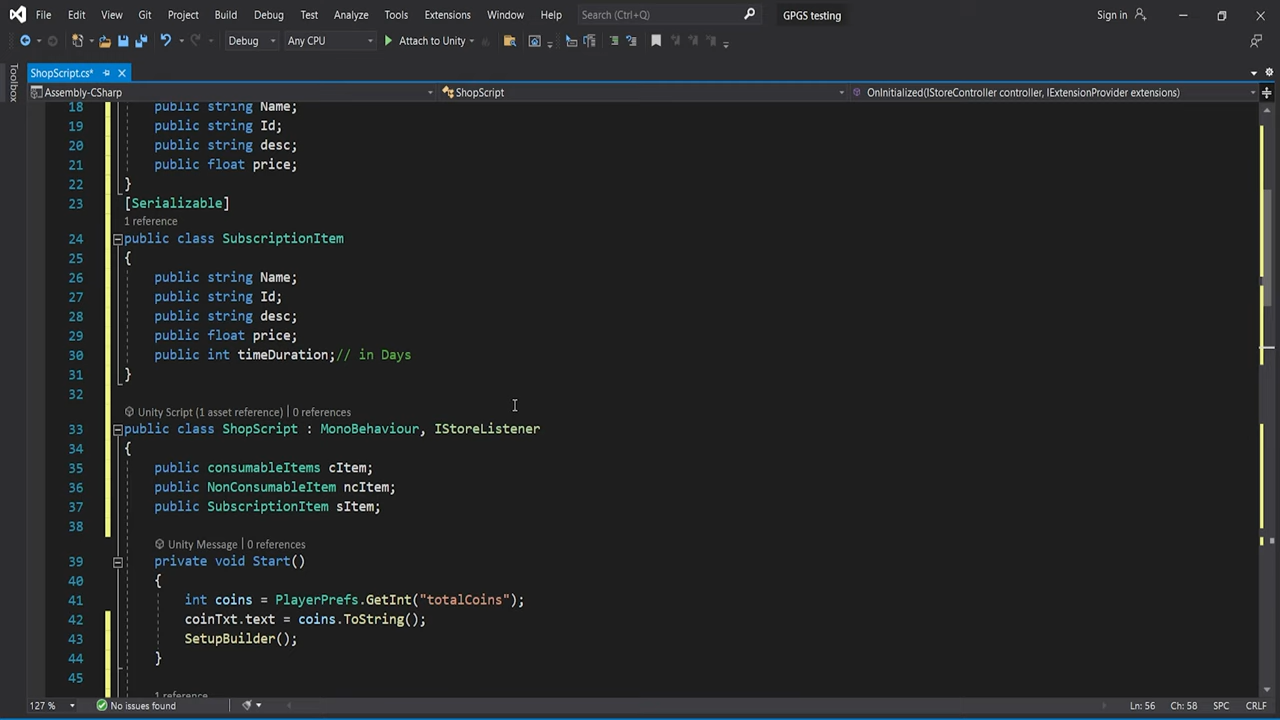 File Edit View Git Project Build Debug Test Analyze Tools Extensions Window Help Search (Ctrl+Q) GPGS testing Sign in
Debug Any CPU Attach to Unity
Toolbox
ShopScript.cs*
Assembly-CSharp ShopScript OnInitialized(IStoreController controller, IExtensionProvider extensions)
18 public string Name;
19 public string Id;
20 public string desc;
21 public float price;
22 }
23 [Serializable]
1 reference
24 public class SubscriptionItem
25 {
26 public string Name;
27 public string Id;
28 public string desc;
29 public float price;
30 public int timeDuration;// in Days
31 }
32
Unity Script (1 asset reference) | 0 references
33 public class ShopScript : MonoBehaviour, IStoreListener
34 {
35 public consumableItems cItem;
36 public NonConsumableItem ncItem;
37 public SubscriptionItem sItem;
38
Unity Message | 0 references
39 private void Start()
40 {
41 int coins = PlayerPrefs.GetInt("totalCoins");
42 coinTxt.text = coins.ToString();
43 SetupBuilder();
44 }
45
1 reference
127 % No issues found Ln: 56 Ch: 58 SPC CRLF